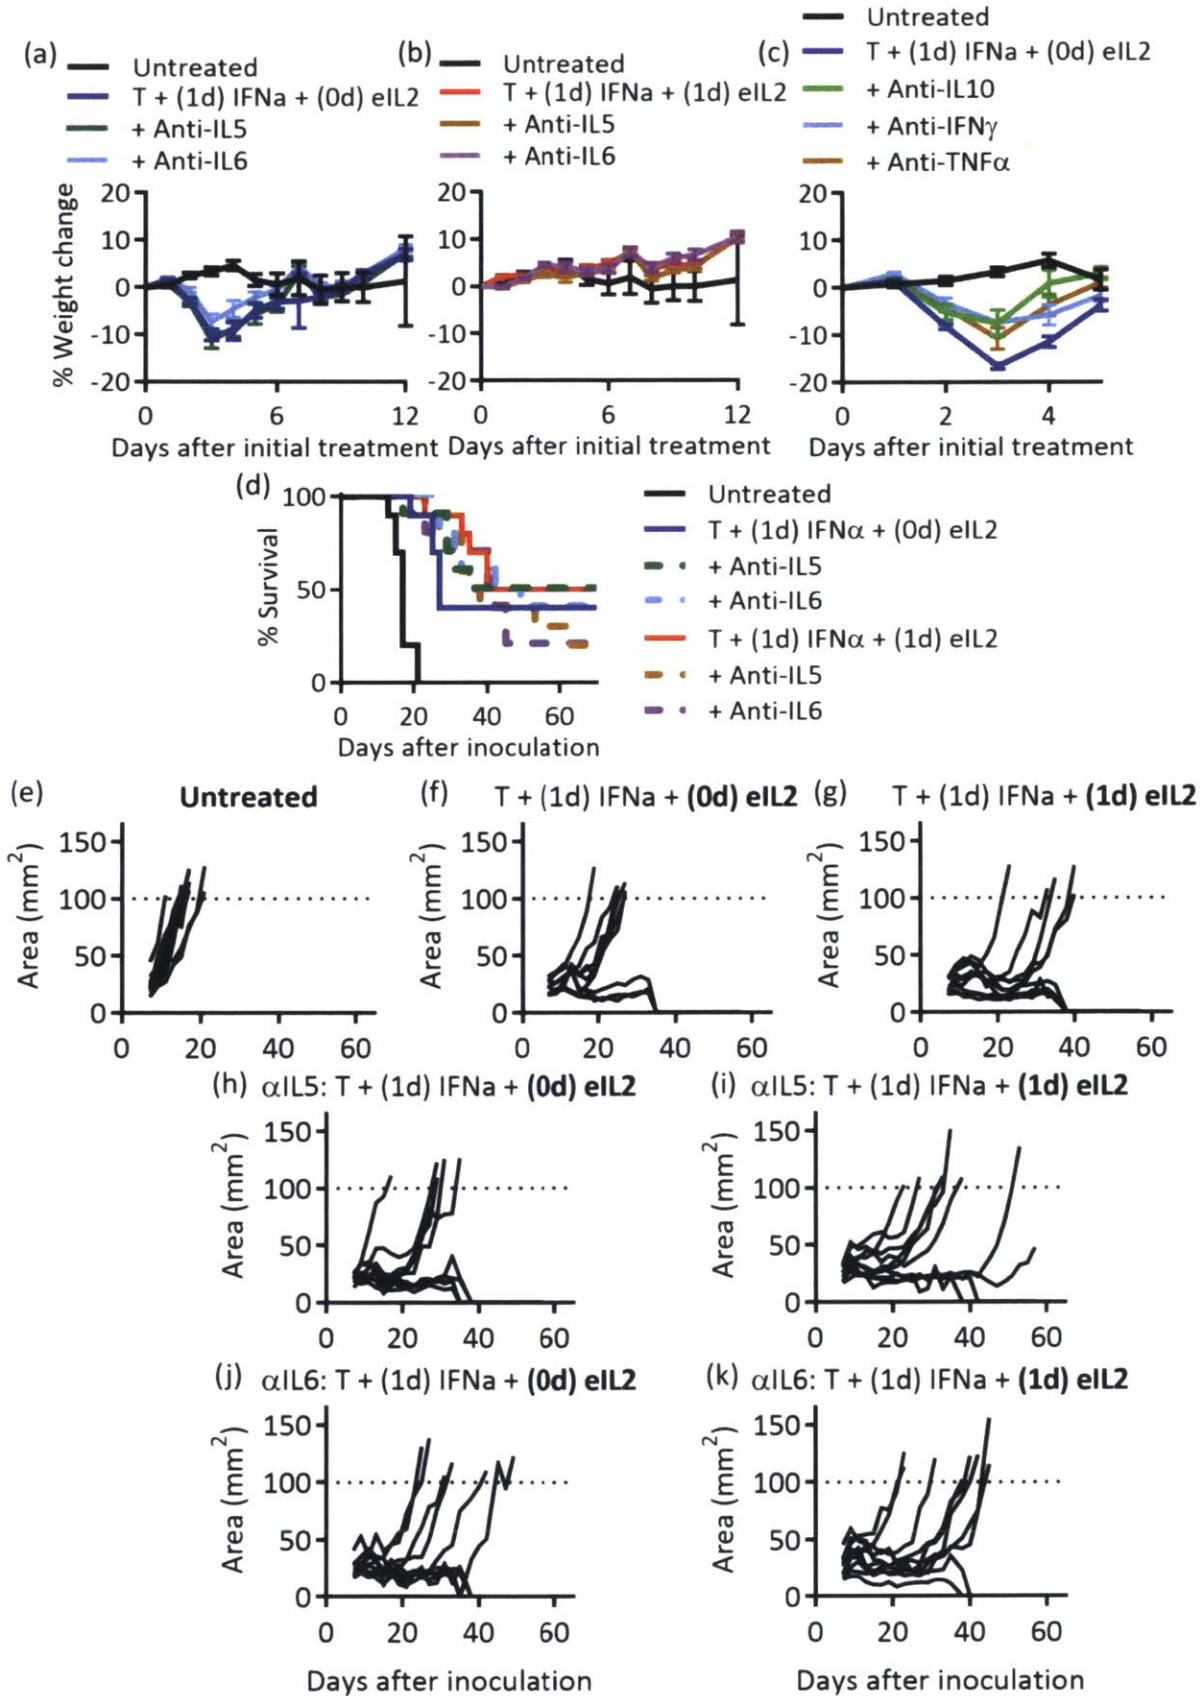 (a)
Untreated
T + (1d) IFNa + (0d) eIL2
+ Anti-IL5
+ Anti-IL6
% Weight change
20
10
0
-10
-20
0 6 12
Days after initial treatment
(b)
Untreated
T + (1d) IFNa + (1d) eIL2
+ Anti-IL5
+ Anti-IL6
20
10
0
-10
-20
0 6 12
Days after initial treatment
(c)
Untreated
T + (1d) IFNa + (0d) eIL2
+ Anti-IL10
+ Anti-IFNγ
+ Anti-TNFα
20
10
0
-10
-20
0 2 4
Days after initial treatment
(d)
% Survival
100
50
0
0 20 40 60
Days after inoculation
Untreated
T + (1d) IFNα + (0d) eIL2
+ Anti-IL5
+ Anti-IL6
T + (1d) IFNα + (1d) eIL2
+ Anti-IL5
+ Anti-IL6
(e) Untreated
Area (mm²)
150
100
50
0
0 20 40 60
(f) T + (1d) IFNa + (0d) eIL2
Area (mm²)
150
100
50
0
0 20 40 60
(g) T + (1d) IFNa + (1d) eIL2
Area (mm²)
150
100
50
0
0 20 40 60
(h) αIL5: T + (1d) IFNa + (0d) eIL2
Area (mm²)
150
100
50
0
0 20 40 60
(i) αIL5: T + (1d) IFNa + (1d) eIL2
Area (mm²)
150
100
50
0
0 20 40 60
(j) αIL6: T + (1d) IFNa + (0d) eIL2
Area (mm²)
150
100
50
0
0 20 40 60
Days after inoculation
(k) αIL6: T + (1d) IFNa + (1d) eIL2
Area (mm²)
150
100
50
0
0 20 40 60
Days after inoculation